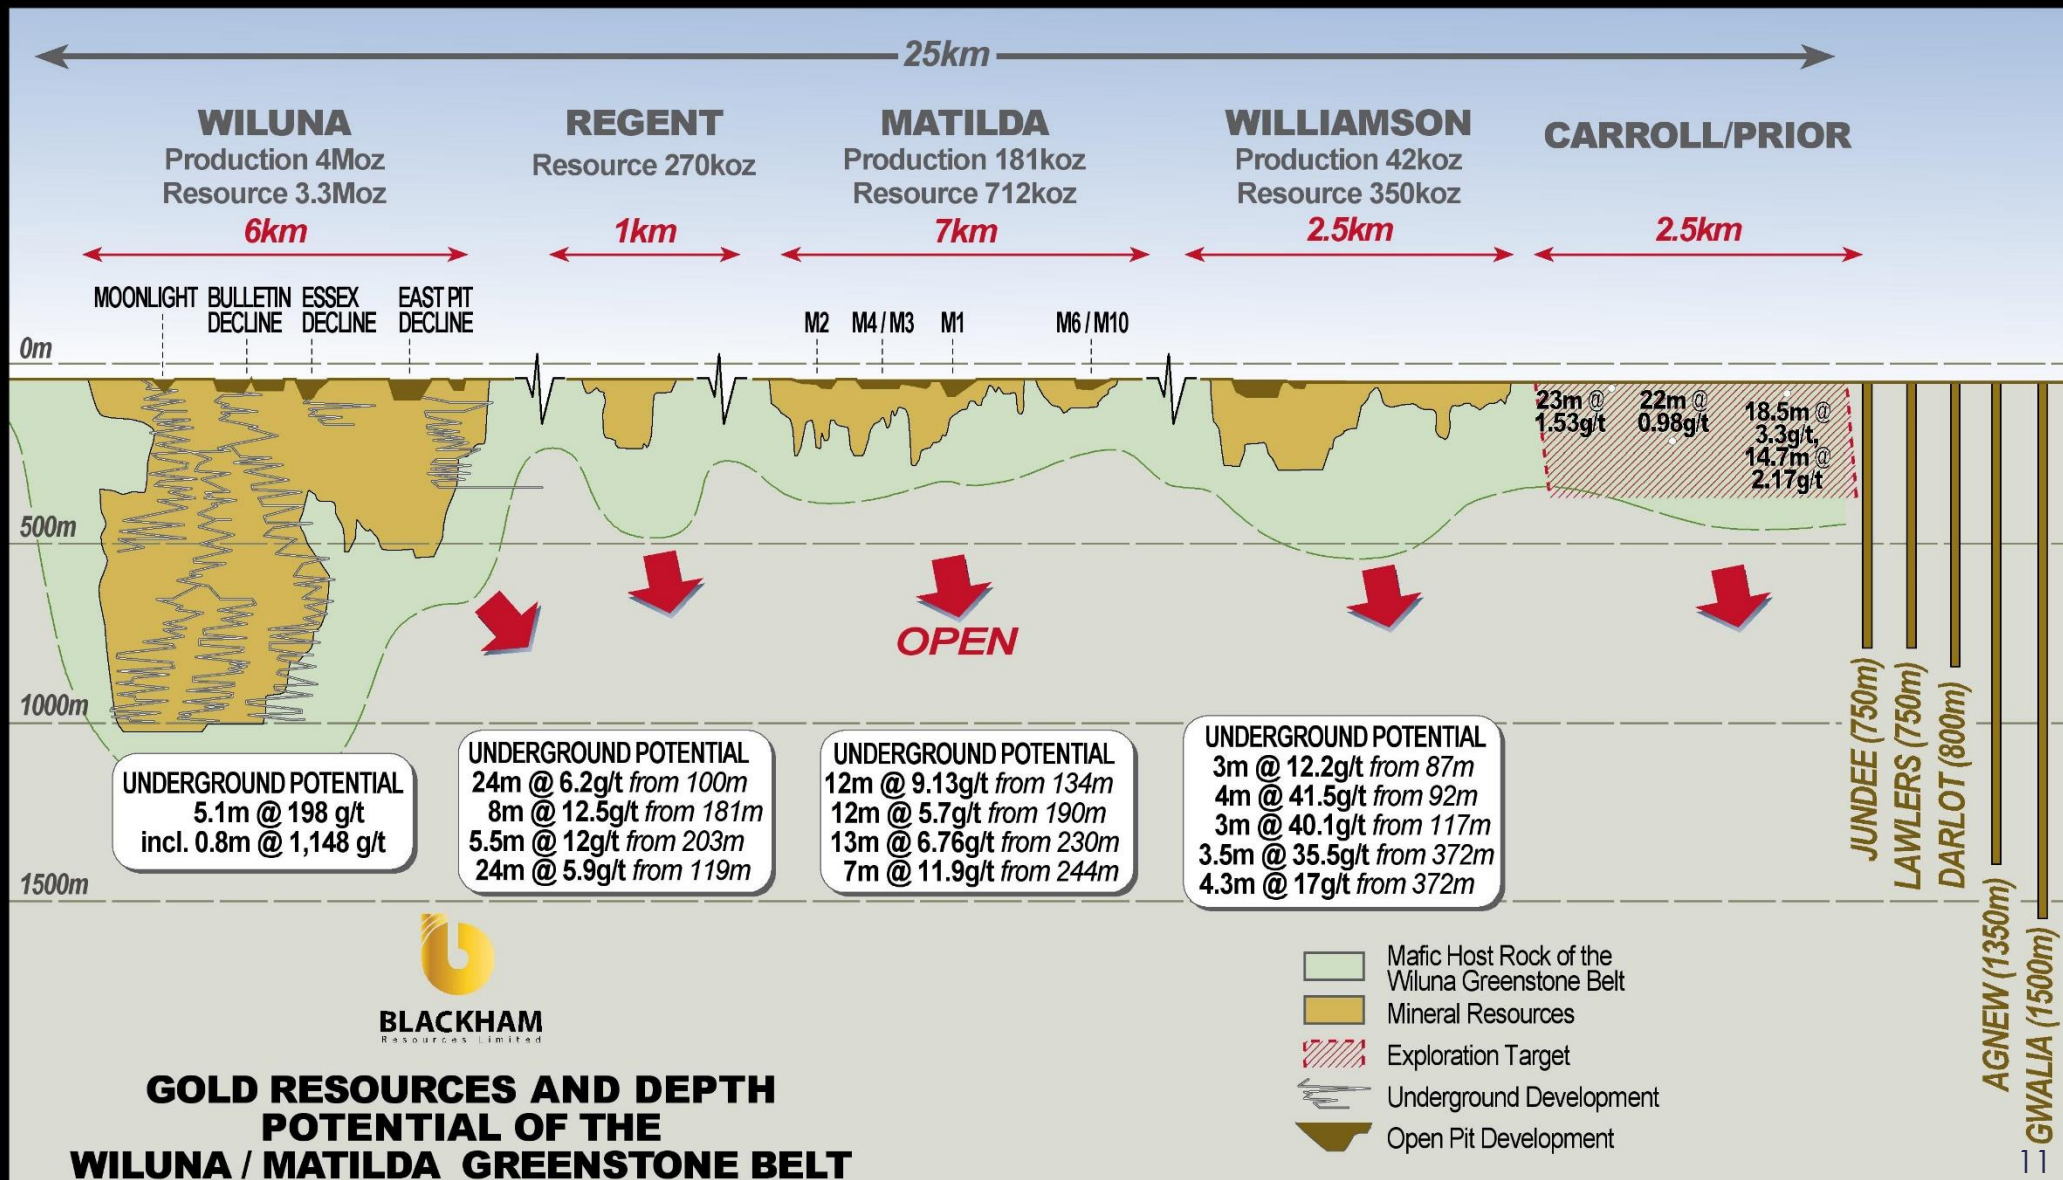 25km
WILUNA
Production 4Moz
Resource 3.3Moz
6km
REGENT
Resource 270koz
1km
MATILDA
Production 181koz
Resource 712koz
7km
WILLIAMSON
Production 42koz
Resource 350koz
2.5km
CARROLL/PRIOR
2.5km
MOONLIGHT
BULLETIN
DECLINE
ESSEX
DECLINE
EAST PIT
DECLINE
M2
M4 / M3
M1
M6 / M10
0m
500m
1000m
1500m
23m @
1.53g/t
22m @
0.98g/t
18.5m @
3.3g/t,
14.7m @
2.17g/t
OPEN
UNDERGROUND POTENTIAL
5.1m @ 198 g/t
incl. 0.8m @ 1,148 g/t
UNDERGROUND POTENTIAL
24m @ 6.2g/t from 100m
8m @ 12.5g/t from 181m
5.5m @ 12g/t from 203m
24m @ 5.9g/t from 119m
UNDERGROUND POTENTIAL
12m @ 9.13g/t from 134m
12m @ 5.7g/t from 190m
13m @ 6.76g/t from 230m
7m @ 11.9g/t from 244m
UNDERGROUND POTENTIAL
3m @ 12.2g/t from 87m
4m @ 41.5g/t from 92m
3m @ 40.1g/t from 117m
3.5m @ 35.5g/t from 372m
4.3m @ 17g/t from 372m
JUNDEE (750m)
LAWLERS (750m)
DARLOT (800m)
AGNEW (1350m)
GWALIA (1500m)
BLACKHAM
Resources Limited
GOLD RESOURCES AND DEPTH
POTENTIAL OF THE
WILUNA / MATILDA GREENSTONE BELT
Mafic Host Rock of the
Wiluna Greenstone Belt
Mineral Resources
Exploration Target
Underground Development
Open Pit Development
11